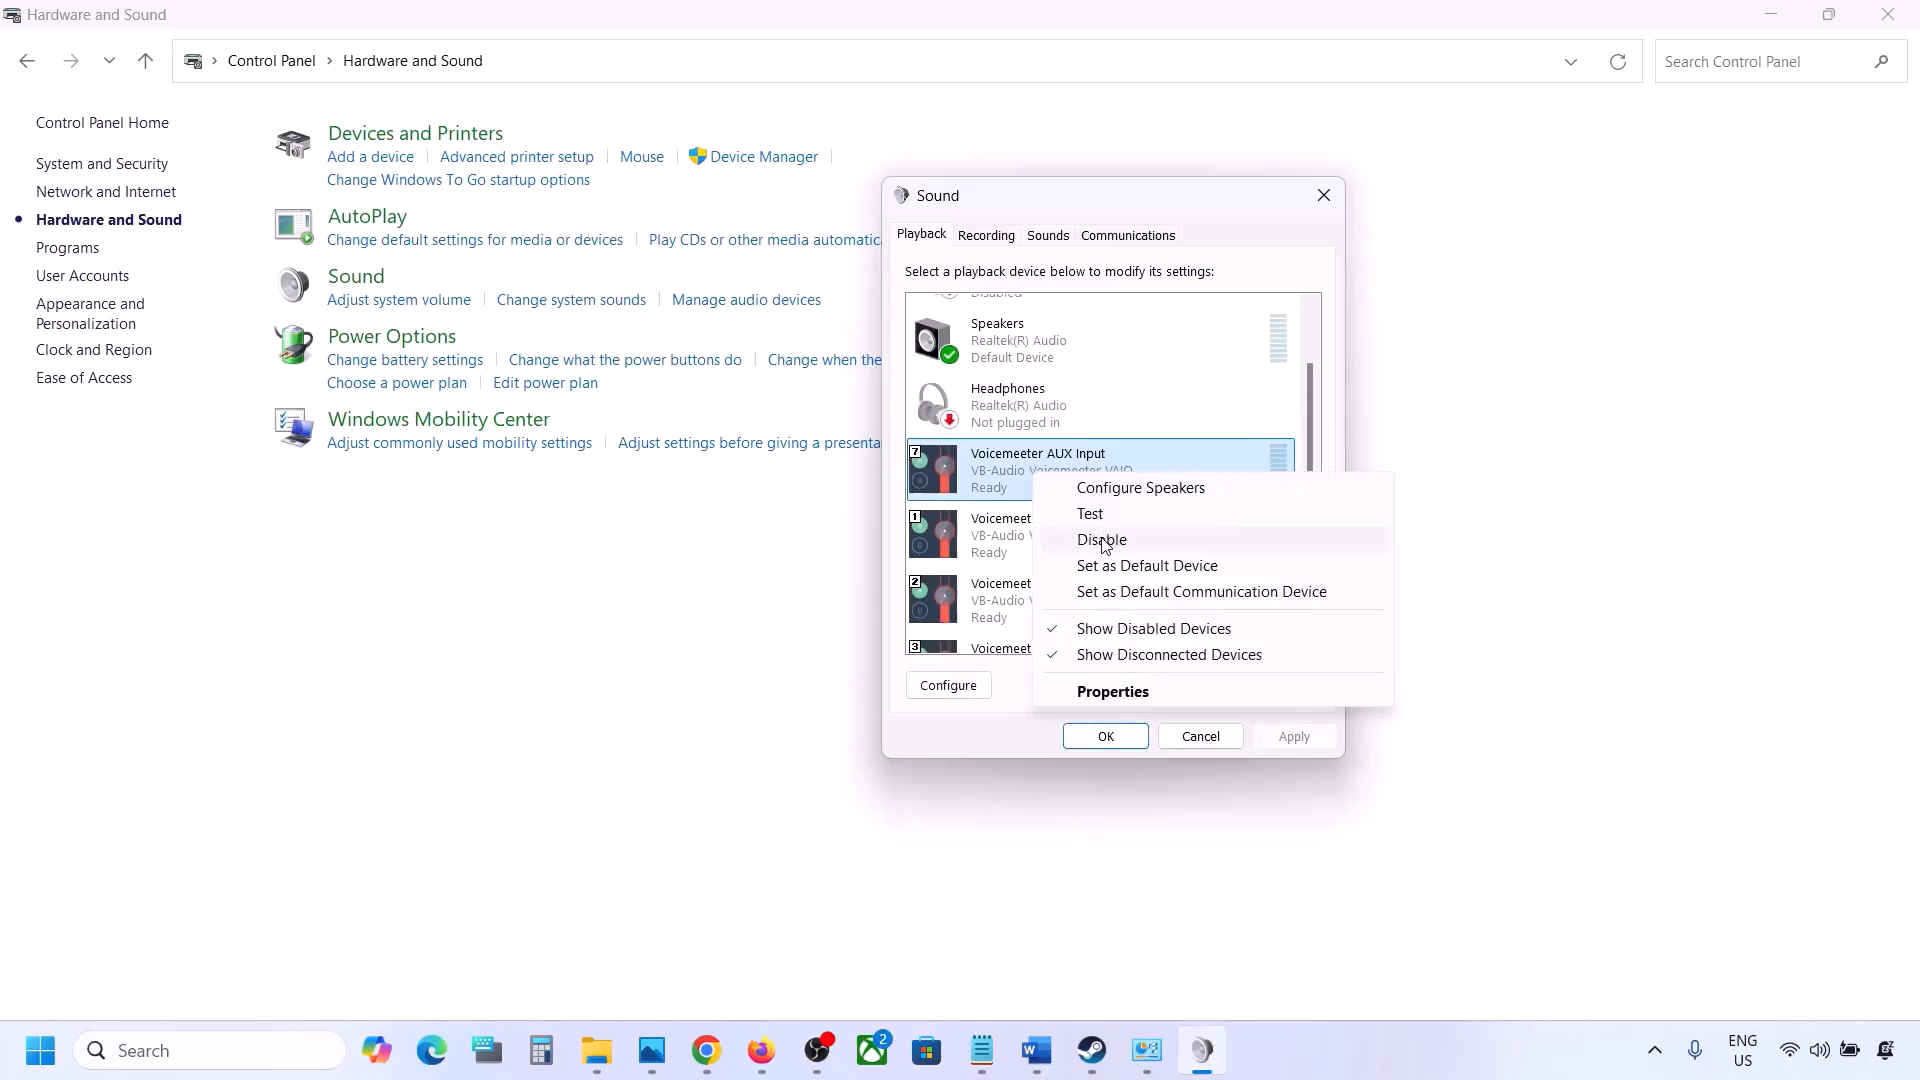 Hardware and Sound
Control Panel > Hardware and Sound
Search Control Panel
Control Panel Home
System and Security
Network and Internet
Hardware and Sound
Programs
User Accounts
Appearance and
Personalization
Clock and Region
Ease of Access
Devices and Printers
Add a device
Advanced printer setup
Mouse
Device Manager
Change Windows To Go startup options
AutoPlay
Change default settings for media or devices
Play CDs or other media automatic
Sound
Adjust system volume
Change system sounds
Manage audio devices
Power Options
Change battery settings
Change what the power buttons do
Change when the
Choose a power plan
Edit power plan
Windows Mobility Center
Adjust commonly used mobility settings
Adjust settings before giving a presenta
Sound
Playback
Recording
Sounds
Communications
Select a playback device below to modify its settings:
Disabled
Speakers
Realtek(R) Audio
Default Device
Headphones
Realtek(R) Audio
Not plugged in
7
Voicemeeter AUX Input
VB-Audio Voicemeeter VAIO
Ready
1
Voicemeet
VB-Audio V
Ready
2
Voicemeet
VB-Audio V
Ready
3
Voicemeet
Configure Speakers
Test
Disable
Set as Default Device
Set as Default Communication Device
Show Disabled Devices
Show Disconnected Devices
Properties
Configure
OK
Cancel
Apply
Search
2
ENG
US